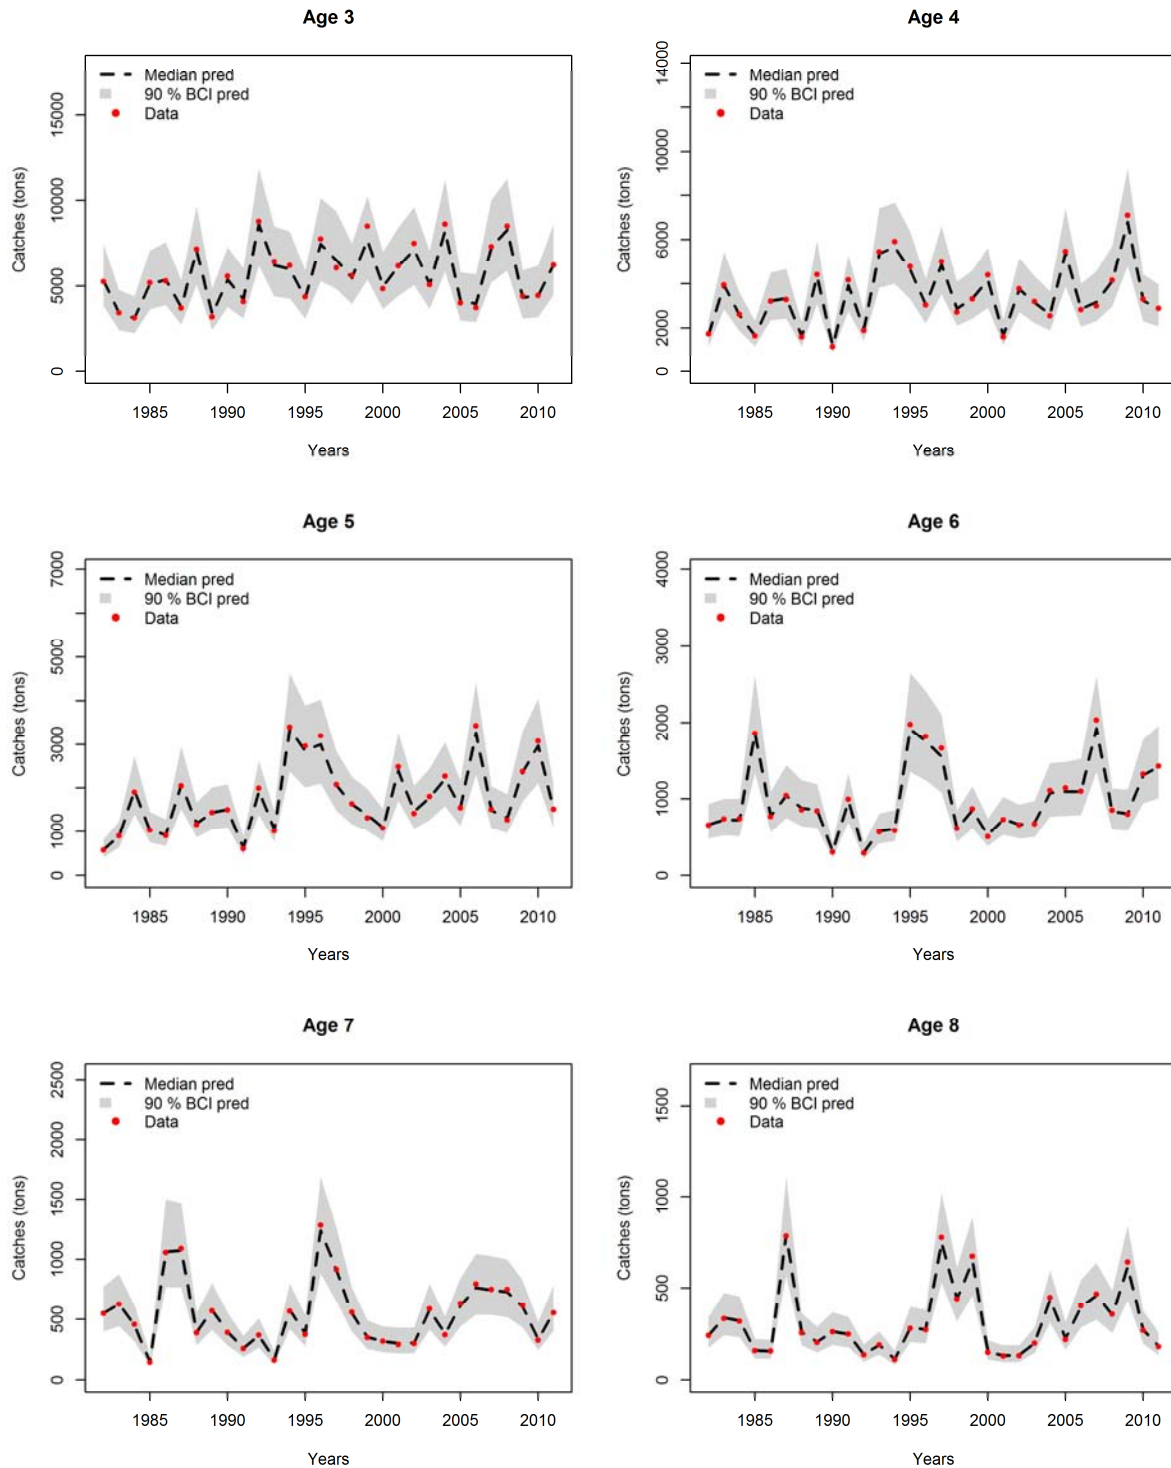 Age 3
Median pred
90 % BCI pred
Data
Catches (tons)
0
5000
10000
15000
1985
1990
1995
2000
2005
2010
Years
Age 4
Median pred
90 % BCI pred
Data
Catches (tons)
0
2000
6000
10000
14000
1985
1990
1995
2000
2005
2010
Years
Age 5
Median pred
90 % BCI pred
Data
Catches (tons)
0
1000
3000
5000
7000
1985
1990
1995
2000
2005
2010
Years
Age 6
Median pred
90 % BCI pred
Data
Catches (tons)
0
1000
2000
3000
4000
1985
1990
1995
2000
2005
2010
Years
Age 7
Median pred
90 % BCI pred
Data
Catches (tons)
0
500
1000
1500
2000
2500
1985
1990
1995
2000
2005
2010
Years
Age 8
Median pred
90 % BCI pred
Data
Catches (tons)
0
500
1000
1500
1985
1990
1995
2000
2005
2010
Years